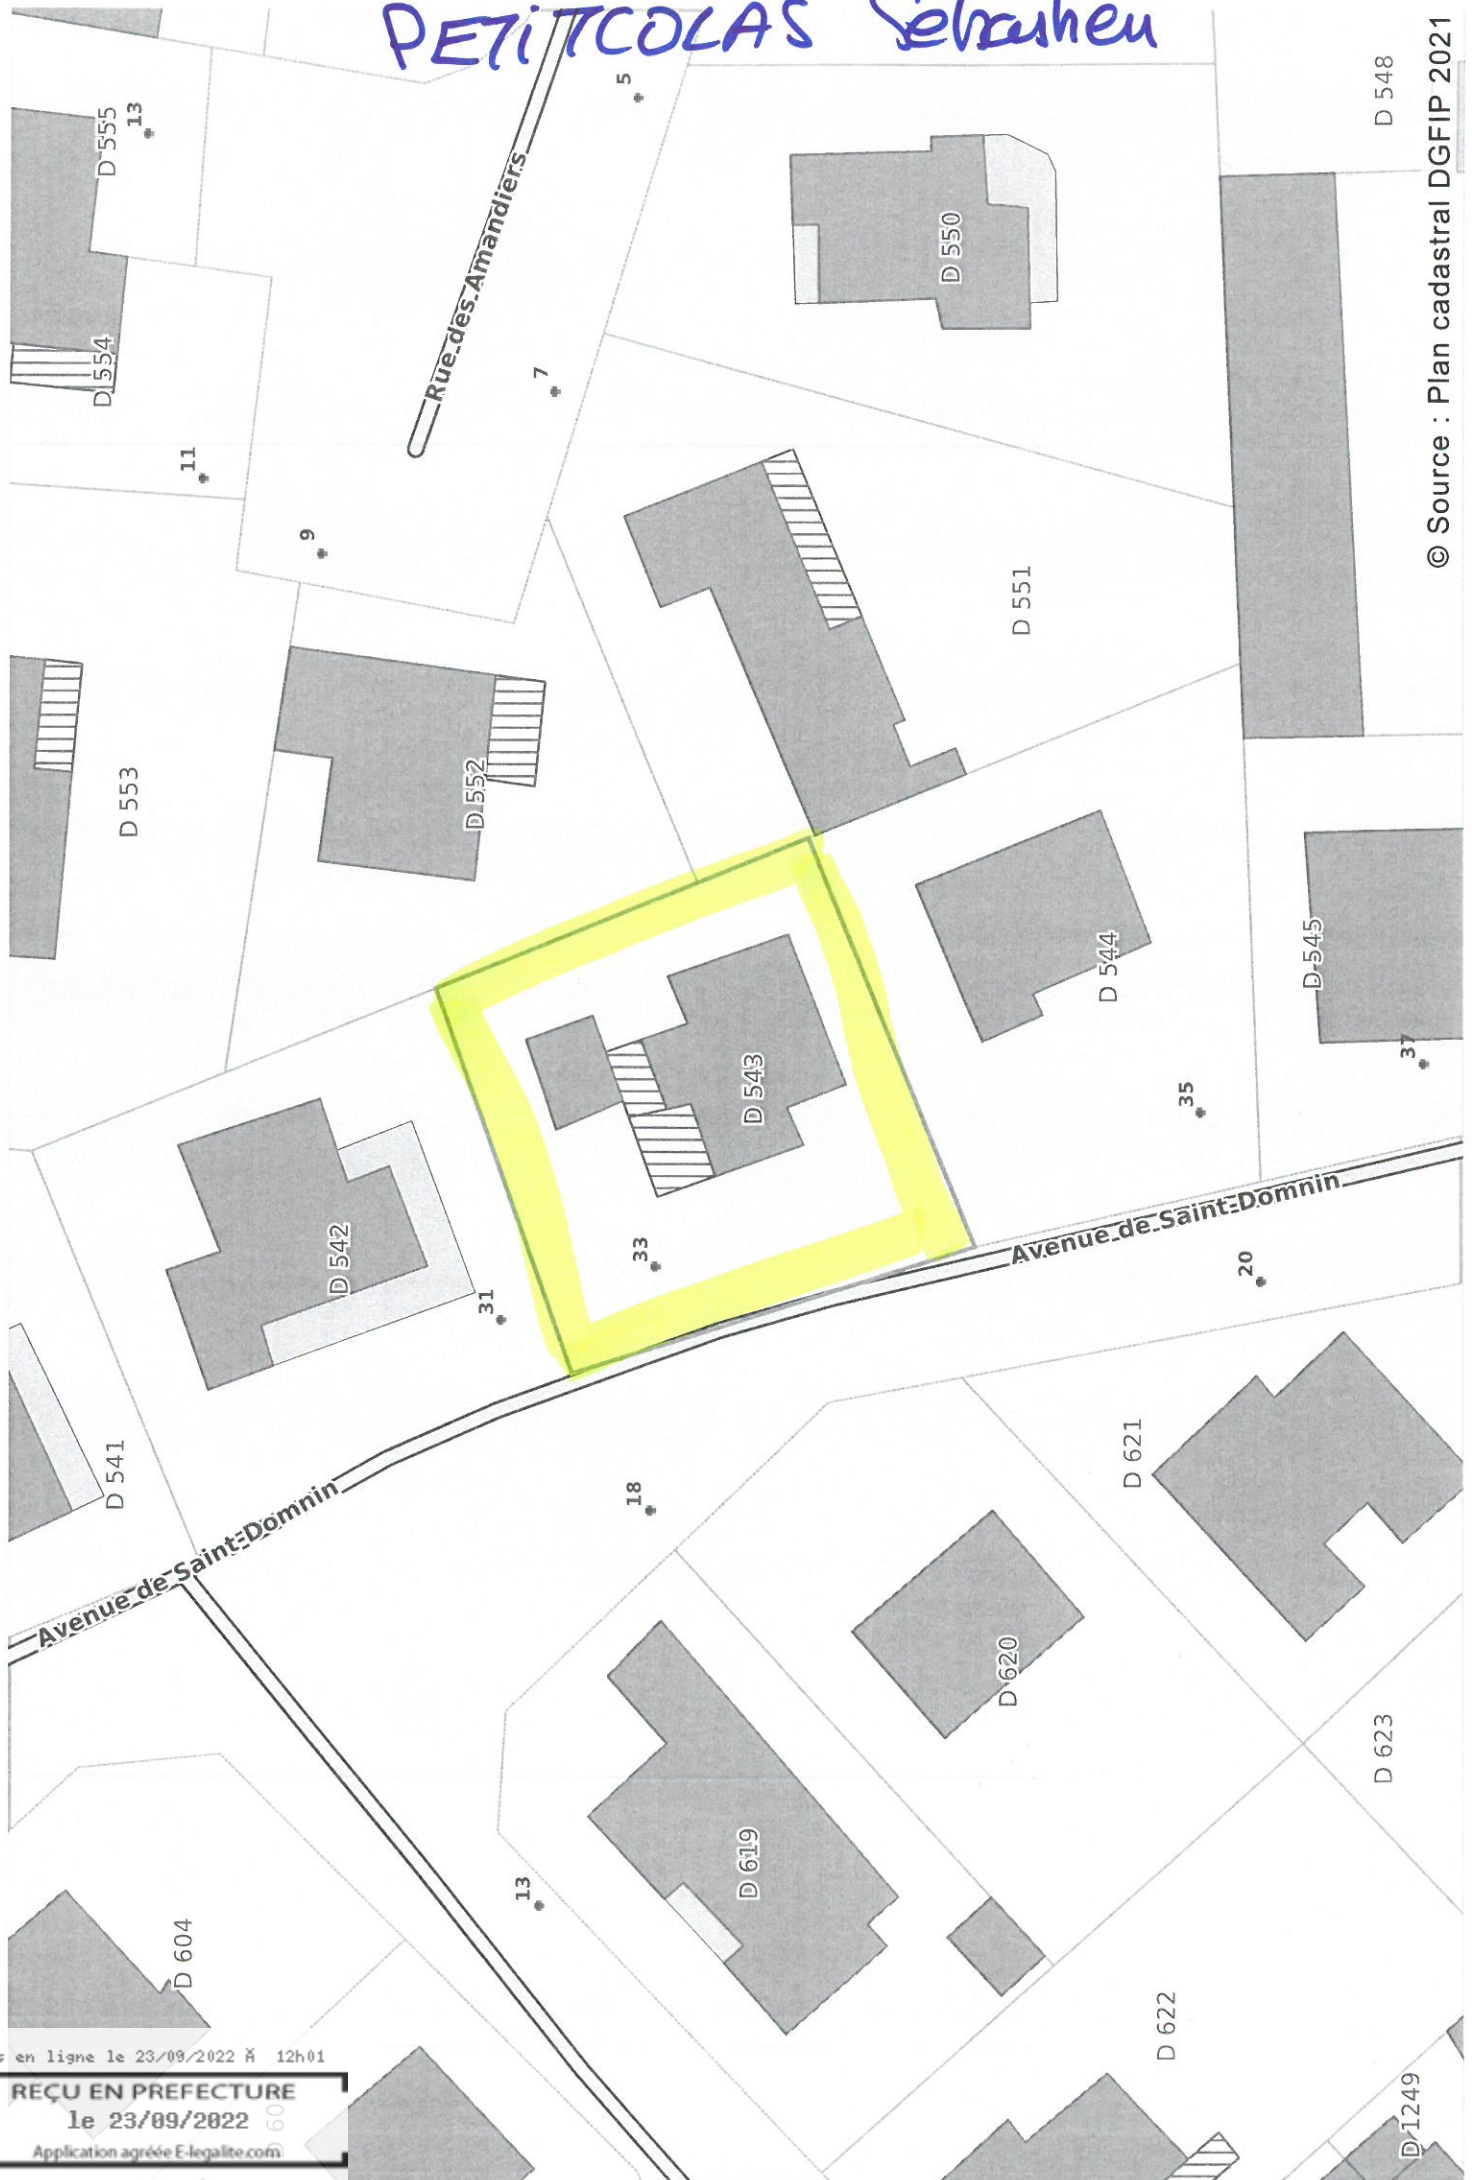 PETITCOLAS Sébastien
D 555
13
5
D 548
© Source : Plan cadastral DGFIP 2021
Rue des Amandiers
D 550
D 554
7
11
9
D 551
D 553
D 552
D 544
D 545
D 543
35
37
Avenue de Saint-Domnin
D 542
33
20
31
D 541
D 621
18
Avenue de Saint-Domnin
D 620
D 623
D 619
13
D 604
D 622
D 1249
en ligne le 23/09/2022 Ã 12h01
REÇU EN PREFECTURE
le 23/09/2022
Application agréée E-legalite.com